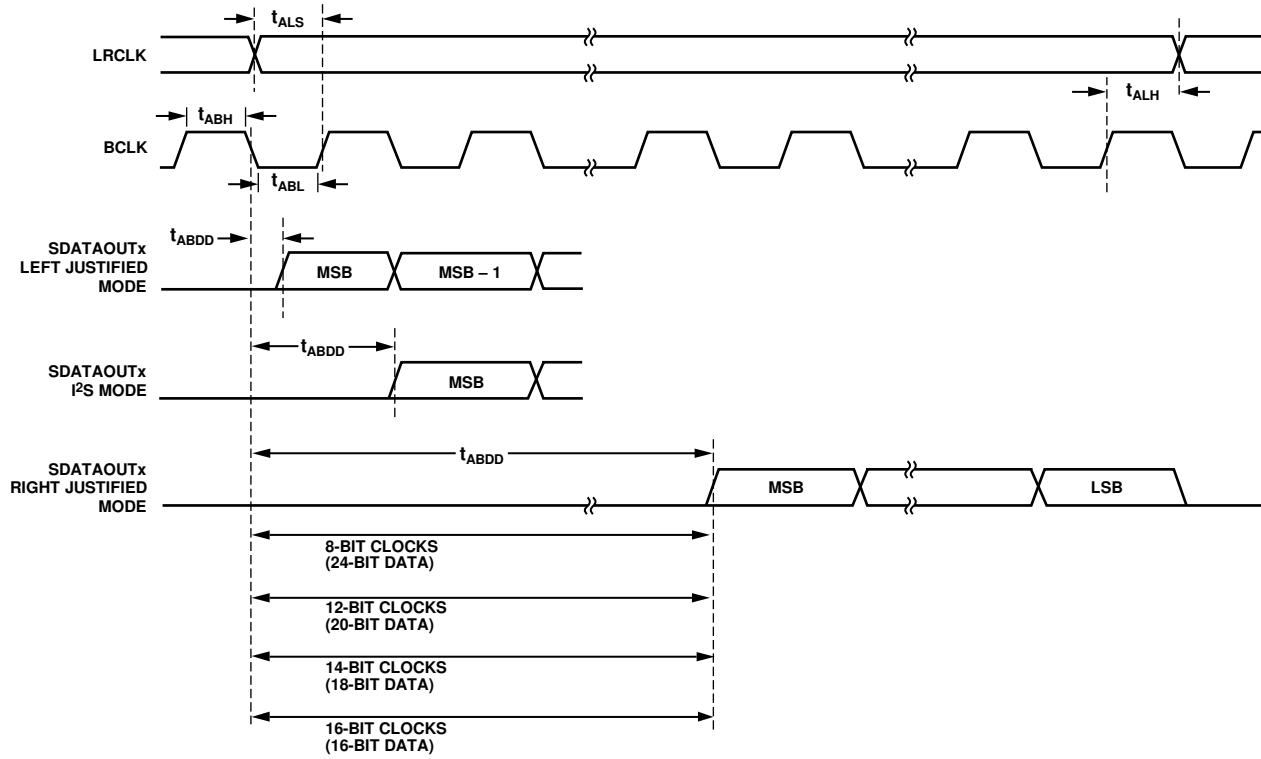 tALS
LRCLK
tALH
tABH
BCLK
tABL
tABDD
SDATAOUTx
LEFT JUSTIFIED
MODE
MSB
MSB – 1
tABDD
SDATAOUTx
I2S MODE
MSB
tABDD
SDATAOUTx
RIGHT JUSTIFIED
MODE
MSB
LSB
8-BIT CLOCKS
(24-BIT DATA)
12-BIT CLOCKS
(20-BIT DATA)
14-BIT CLOCKS
(18-BIT DATA)
16-BIT CLOCKS
(16-BIT DATA)